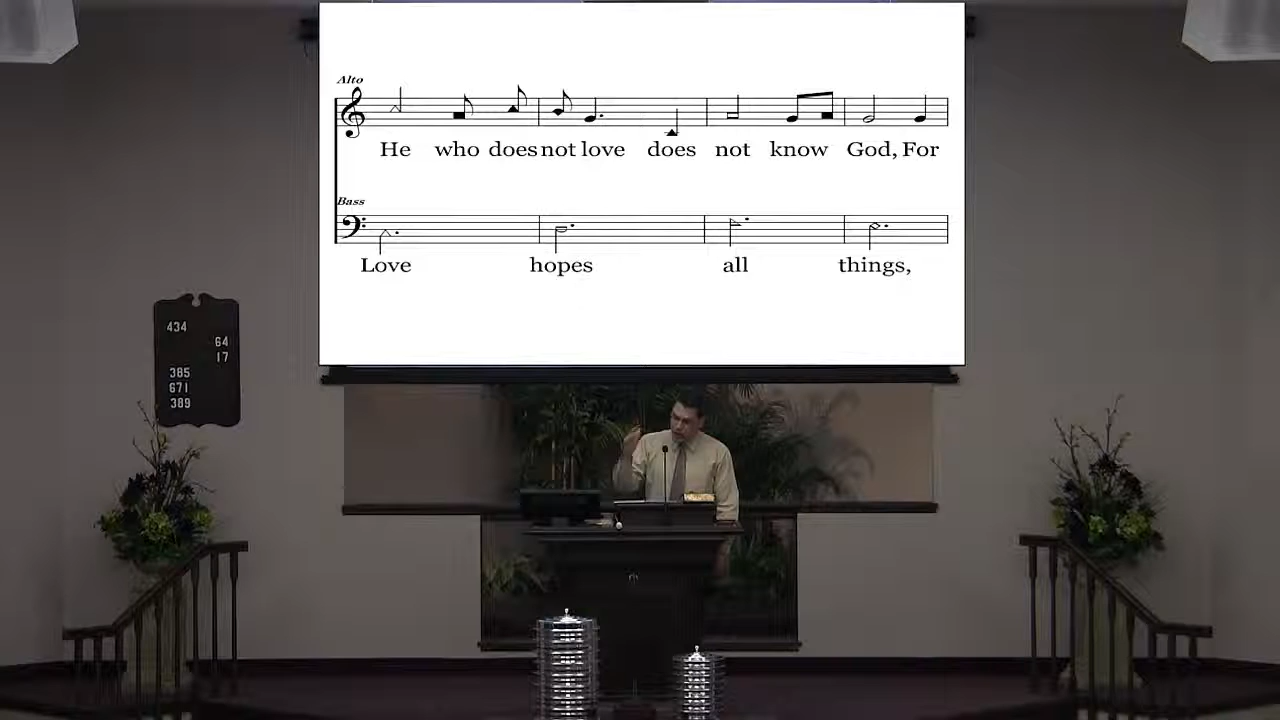 Alto
He who does not love does not know God, For
Bass
Love hopes all things,
434
64
17
385
671
389